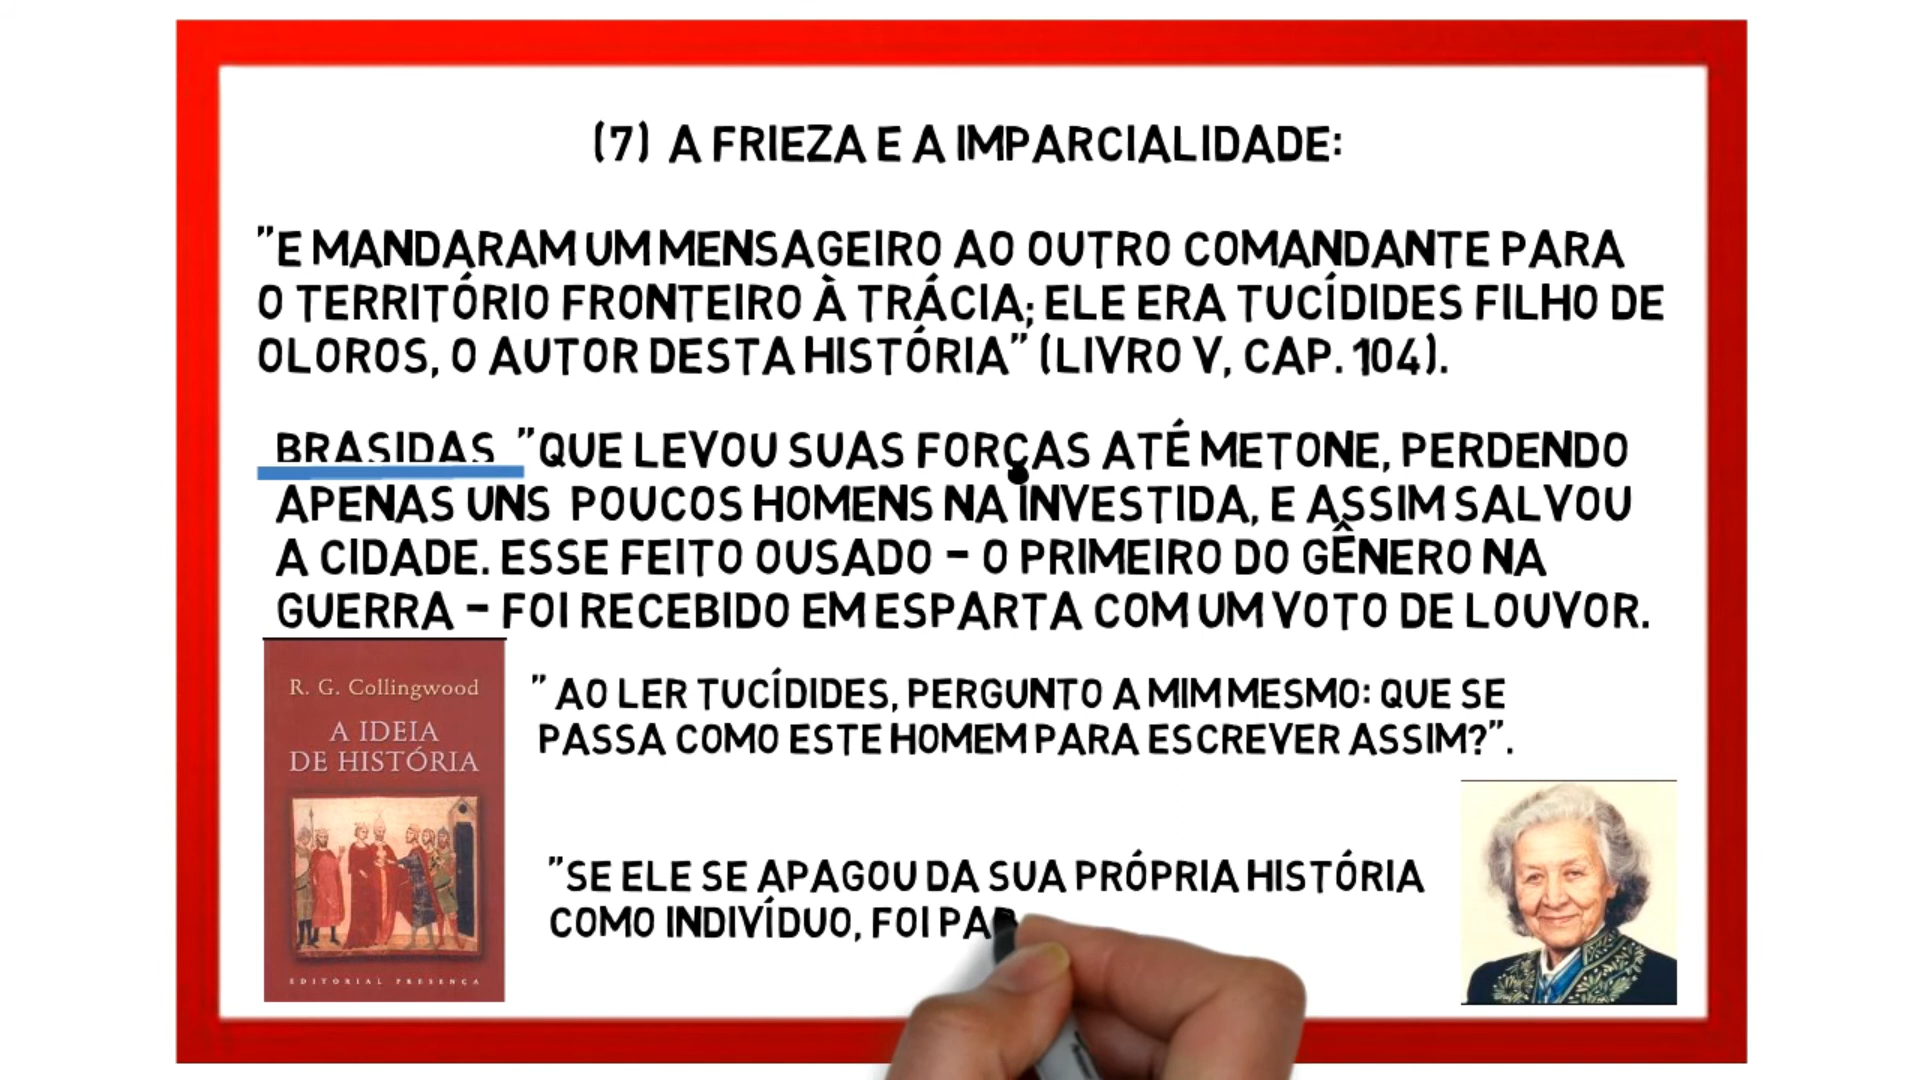 (7) A FRIEZA E A IMPARCIALIDADE:
"E MANDARAM UM MENSAGEIRO AO OUTRO COMANDANTE PARA
O TERRITÓRIO FRONTEIRO À TRÁCIA; ELE ERA TUCÍDIDES FILHO DE
OLOROS, O AUTOR DESTA HISTÓRIA" (LIVRO V, CAP. 104).
BRASIDAS "QUE LEVOU SUAS FORÇAS ATÉ METONE, PERDENDO
APENAS UNS POUCOS HOMENS NA INVESTIDA, E ASSIM SALVOU
A CIDADE. ESSE FEITO OUSADO - O PRIMEIRO DO GÊNERO NA
GUERRA - FOI RECEBIDO EM ESPARTA COM UM VOTO DE LOUVOR.
R. G. Collingwood
A IDEIA
DE HISTÓRIA
EDITORIAL PRESENÇA
" AO LER TUCÍDIDES, PERGUNTO A MIM MESMO: QUE SE
PASSA COMO ESTE HOMEM PARA ESCREVER ASSIM?".
"SE ELE SE APAGOU DA SUA PRÓPRIA HISTÓRIA
COMO INDIVÍDUO, FOI